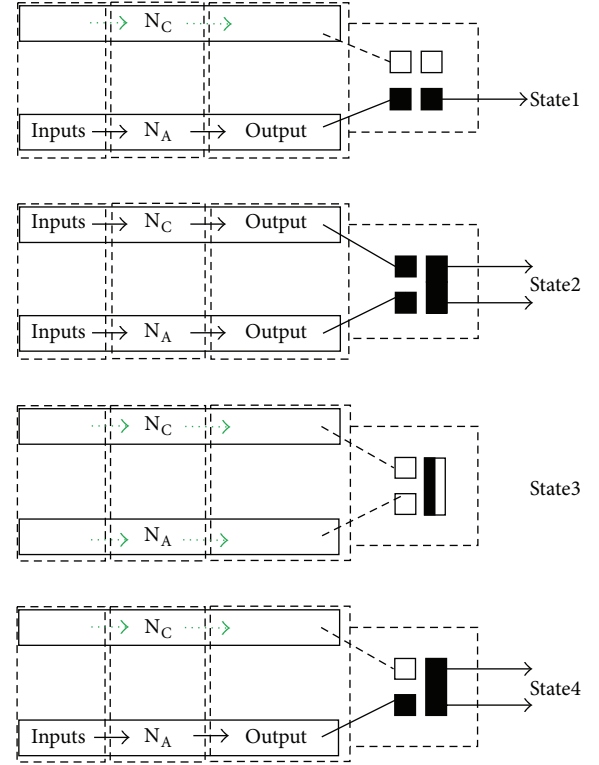 N_C
State1
Inputs N_A Output
Inputs N_C Output
State2
Inputs N_A Output
N_C
State3
N_A
N_C
State4
Inputs N_A Output